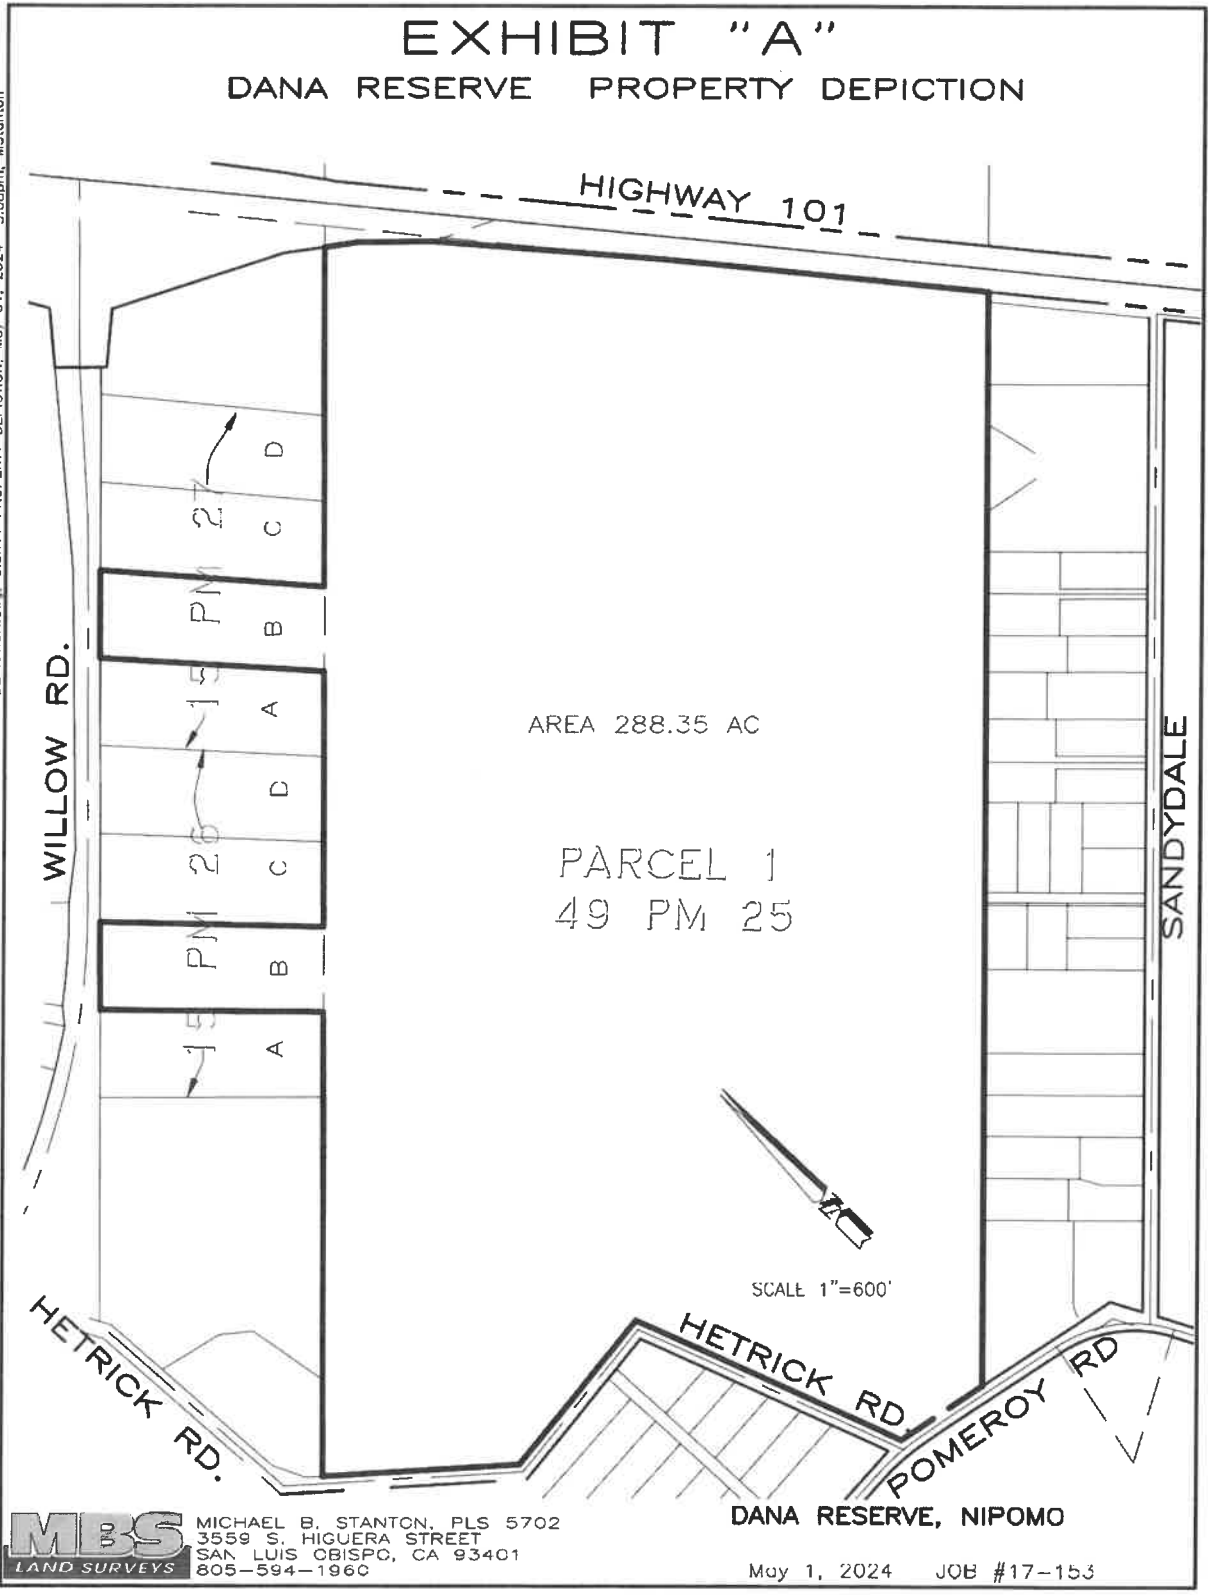 EXHIBIT "A"
DANA RESERVE PROPERTY DEPICTION
HIGHWAY 101
WILLOW RD.
15 PM 27
D
C
B
A
15 PM 26
D
C
B
A
AREA 288.35 AC
PARCEL 1
49 PM 25
SANDYDALE
SCALE 1"=600'
HETRICK RD.
HETRICK RD.
POMEROY RD
MBS
LAND SURVEYS
MICHAEL B. STANTON, PLS 5702
3559 S. HIGUERA STREET
SAN LUIS OBISPO, CA 93401
805-594-1960
DANA RESERVE, NIPOMO
May 1, 2024 JOB #17-153